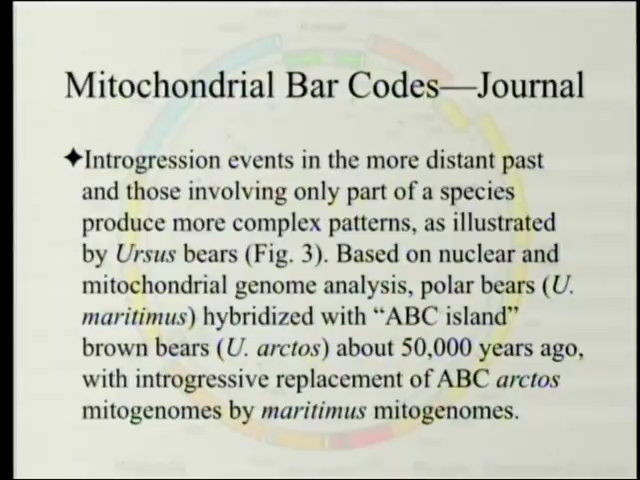 Mitochondrial Bar Codes—Journal
✦Introgression events in the more distant past
and those involving only part of a species
produce more complex patterns, as illustrated
by Ursus bears (Fig. 3). Based on nuclear and
mitochondrial genome analysis, polar bears (U.
maritimus) hybridized with “ABC island”
brown bears (U. arctos) about 50,000 years ago,
with introgressive replacement of ABC arctos
mitogenomes by maritimus mitogenomes.